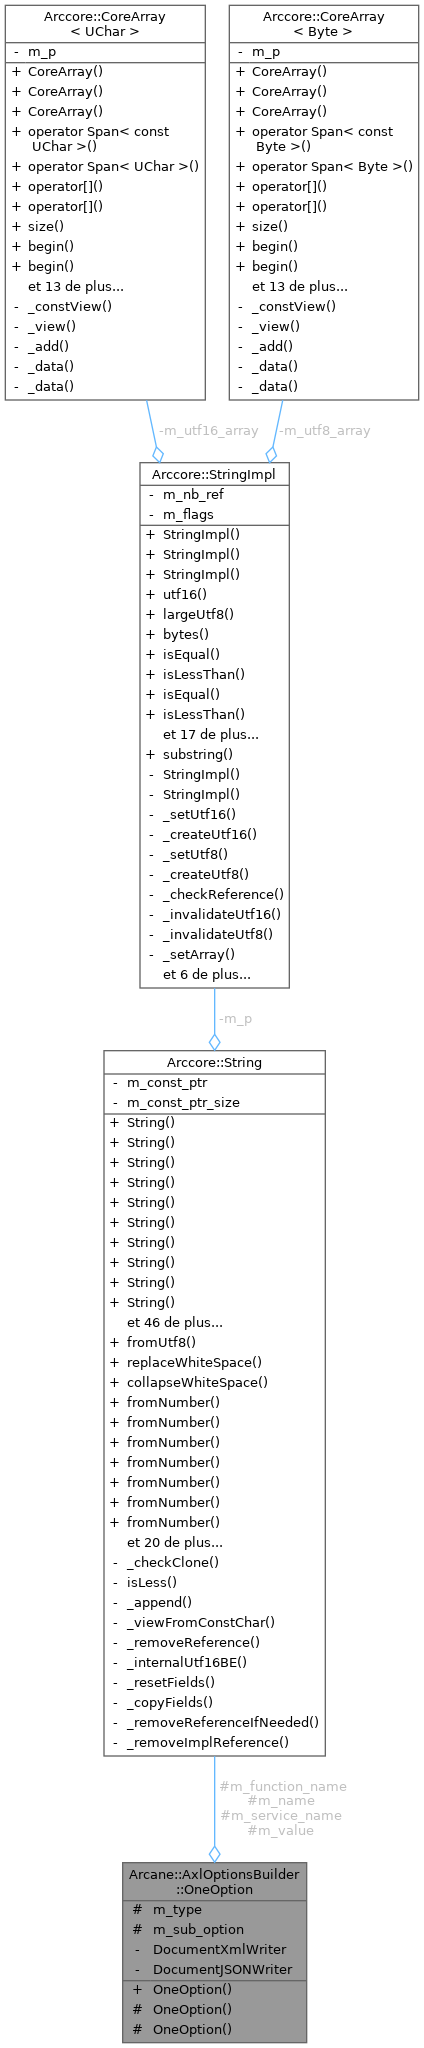 Arccore::CoreArray
< UChar >
- m_p
+ CoreArray()
+ CoreArray()
+ CoreArray()
+ operator Span< const
UChar >()
+ operator Span< UChar >()
+ operator[]()
+ operator[]()
+ size()
+ begin()
+ begin()
et 13 de plus...
- _constView()
- _view()
- _add()
- _data()
- _data()
Arccore::CoreArray
< Byte >
- m_p
+ CoreArray()
+ CoreArray()
+ CoreArray()
+ operator Span< const
Byte >()
+ operator Span< Byte >()
+ operator[]()
+ operator[]()
+ size()
+ begin()
+ begin()
et 13 de plus...
- _constView()
- _view()
- _add()
- _data()
- _data()
-m_utf16_array
-m_utf8_array
Arccore::StringImpl
- m_nb_ref
- m_flags
+ StringImpl()
+ StringImpl()
+ StringImpl()
+ utf16()
+ largeUtf8()
+ bytes()
+ isEqual()
+ isLessThan()
+ isEqual()
+ isLessThan()
et 17 de plus...
+ substring()
- StringImpl()
- StringImpl()
- _setUtf16()
- _createUtf16()
- _setUtf8()
- _createUtf8()
- _checkReference()
- _invalidateUtf16()
- _invalidateUtf8()
- _setArray()
et 6 de plus...
-m_p
Arccore::String
- m_const_ptr
- m_const_ptr_size
+ String()
+ String()
+ String()
+ String()
+ String()
+ String()
+ String()
+ String()
+ String()
+ String()
et 46 de plus...
+ fromUtf8()
+ replaceWhiteSpace()
+ collapseWhiteSpace()
+ fromNumber()
+ fromNumber()
+ fromNumber()
+ fromNumber()
+ fromNumber()
+ fromNumber()
+ fromNumber()
et 20 de plus...
- _checkClone()
- isLess()
- _append()
- _viewFromConstChar()
- _removeReference()
- _internalUtf16BE()
- _resetFields()
- _copyFields()
- _removeReferenceIfNeeded()
- _removeImplReference()
#m_function_name
#m_name
#m_service_name
#m_value
Arcane::AxlOptionsBuilder
::OneOption
# m_type
# m_sub_option
- DocumentXmlWriter
- DocumentJSONWriter
+ OneOption()
# OneOption()
# OneOption()